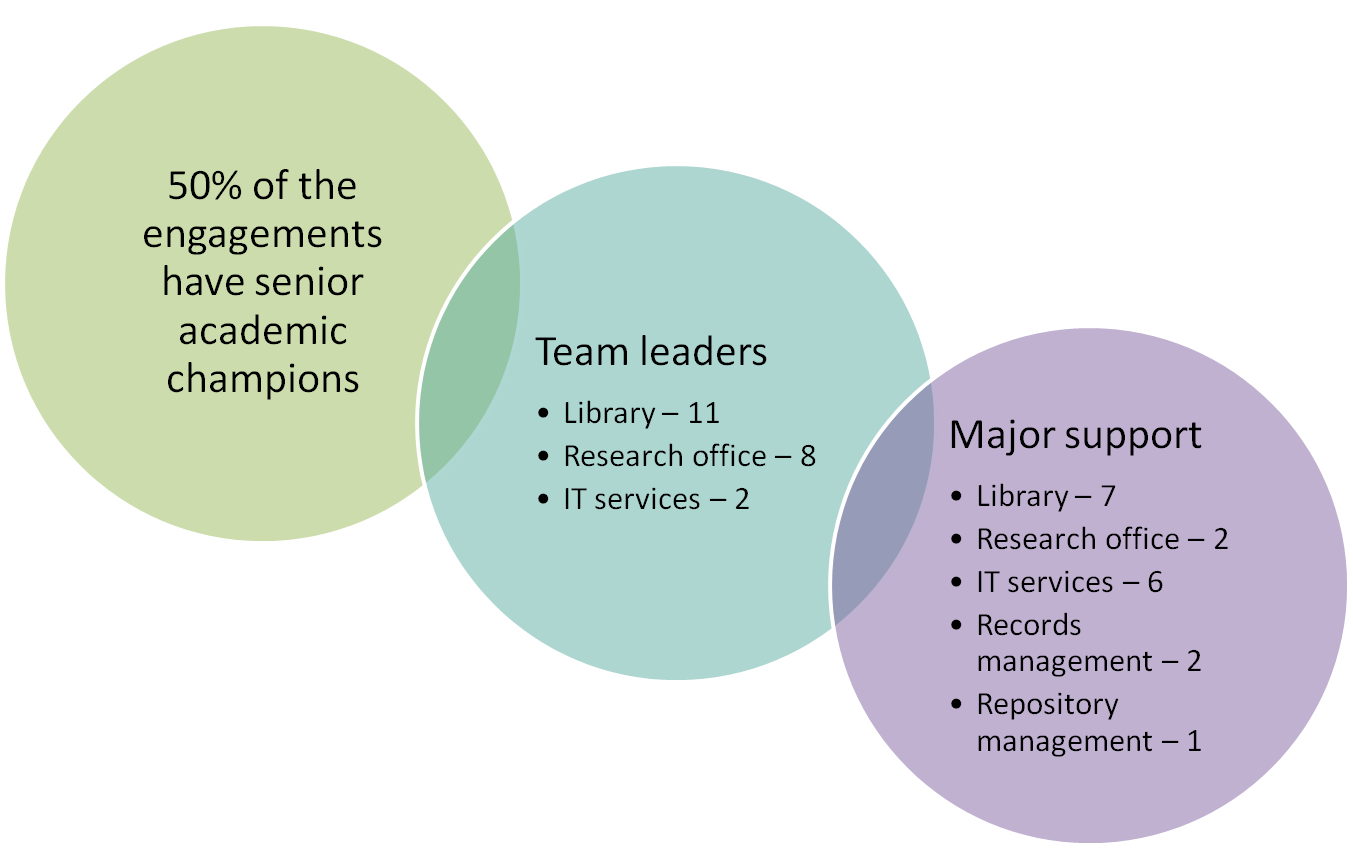 50% of the
engagements
have senior
academic
champions
Team leaders
• Library – 11
• Research office – 8
• IT services – 2
Major support
• Library – 7
• Research office – 2
• IT services – 6
• Records
management – 2
• Repository
management – 1